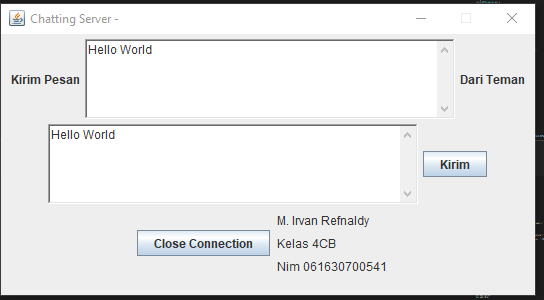 Chatting Server -
Hello World
Kirim Pesan
Dari Teman
Hello World
Kirim
M. Irvan Refnaldy
Close Connection
Kelas 4CB
Nim 061630700541